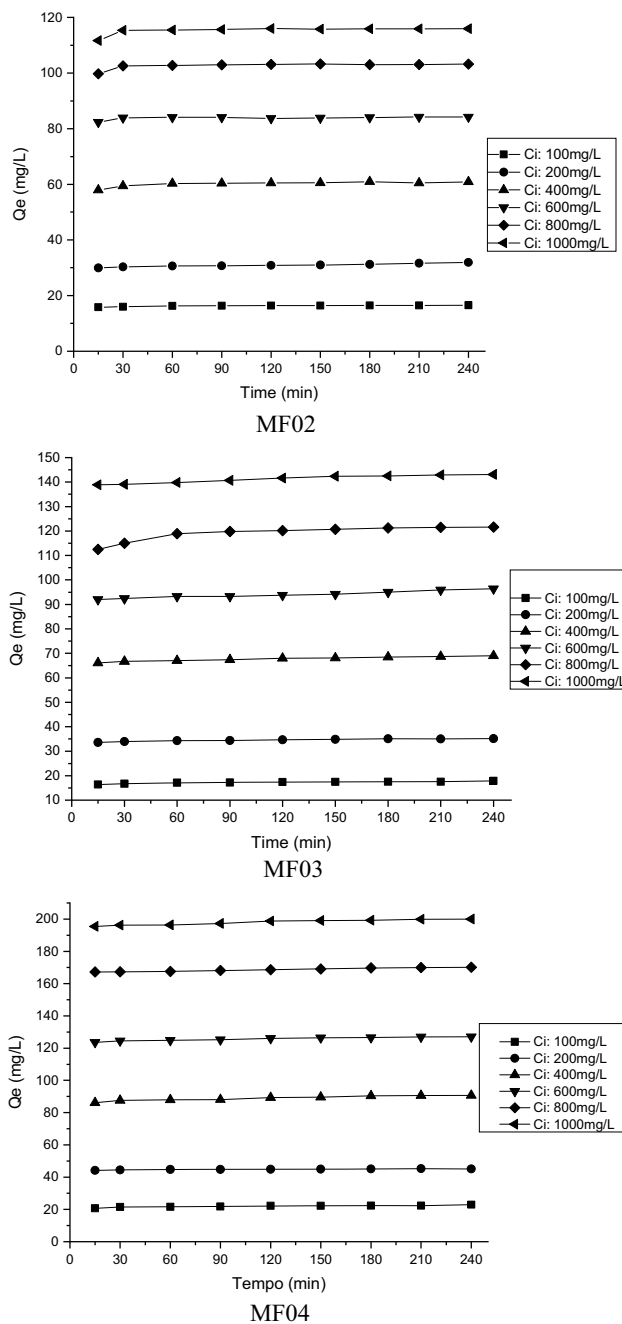 120
100
80
60
40
20
0
Qe (mg/L)
0 30 60 90 120 150 180 210 240
Time (min)
Ci: 100mg/L
Ci: 200mg/L
Ci: 400mg/L
Ci: 600mg/L
Ci: 800mg/L
Ci: 1000mg/L
MF02
150
140
130
120
110
100
90
80
70
60
50
40
30
20
10
Qe (mg/L)
0 30 60 90 120 150 180 210 240
Time (min)
Ci: 100mg/L
Ci: 200mg/L
Ci: 400mg/L
Ci: 600mg/L
Ci: 800mg/L
Ci: 1000mg/L
MF03
200
180
160
140
120
100
80
60
40
20
0
Qe (mg/L)
0 30 60 90 120 150 180 210 240
Tempo (min)
Ci: 100mg/L
Ci: 200mg/L
Ci: 400mg/L
Ci: 600mg/L
Ci: 800mg/L
Ci: 1000mg/L
MF04